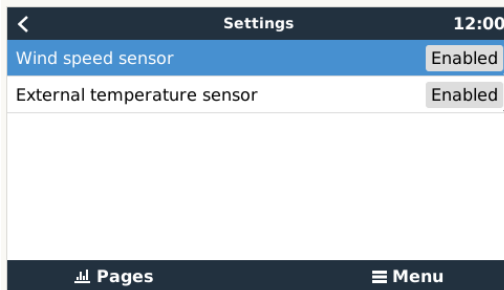 Settings 12:00
Wind speed sensor Enabled
External temperature sensor Enabled
Pages Menu